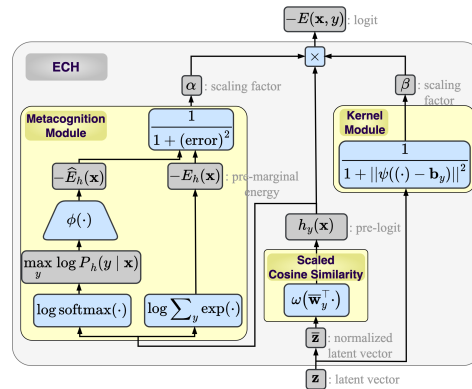 −E(x, y) : logit
ECH
×
α : scaling factor
β : scaling factor
Metacognition Module
1 / (1 + (error)²)
Kernel Module
1 / (1 + ||ψ((·) − b_y)||²)
−Ê_h(x)
−E_h(x) : pre-marginal energy
φ(·)
h_y(x) : pre-logit
max_y log P_h(y | x)
Scaled Cosine Similarity
log softmax(·)
log ∑_y exp(·)
ω(w̅_y^⊤ ·)
z̅ : normalized latent vector
z : latent vector